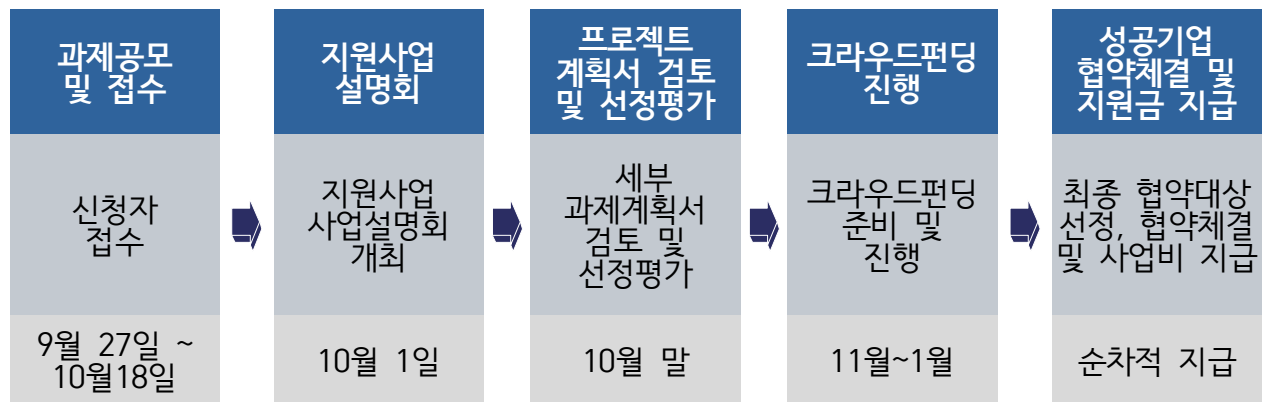 과제공모
및 접수
신청자
접수
9월 27일 ~
10월18일
지원사업
설명회
지원사업
사업설명회
개최
10월 1일
프로젝트
계획서 검토
및 선정평가
세부
과제계획서
검토 및
선정평가
10월 말
크라우드펀딩
진행
크라우드펀딩
준비 및
진행
11월~1월
성공기업
협약체결 및
지원금 지급
최종 협약대상
선정, 협약체결
및 사업비 지급
순차적 지급